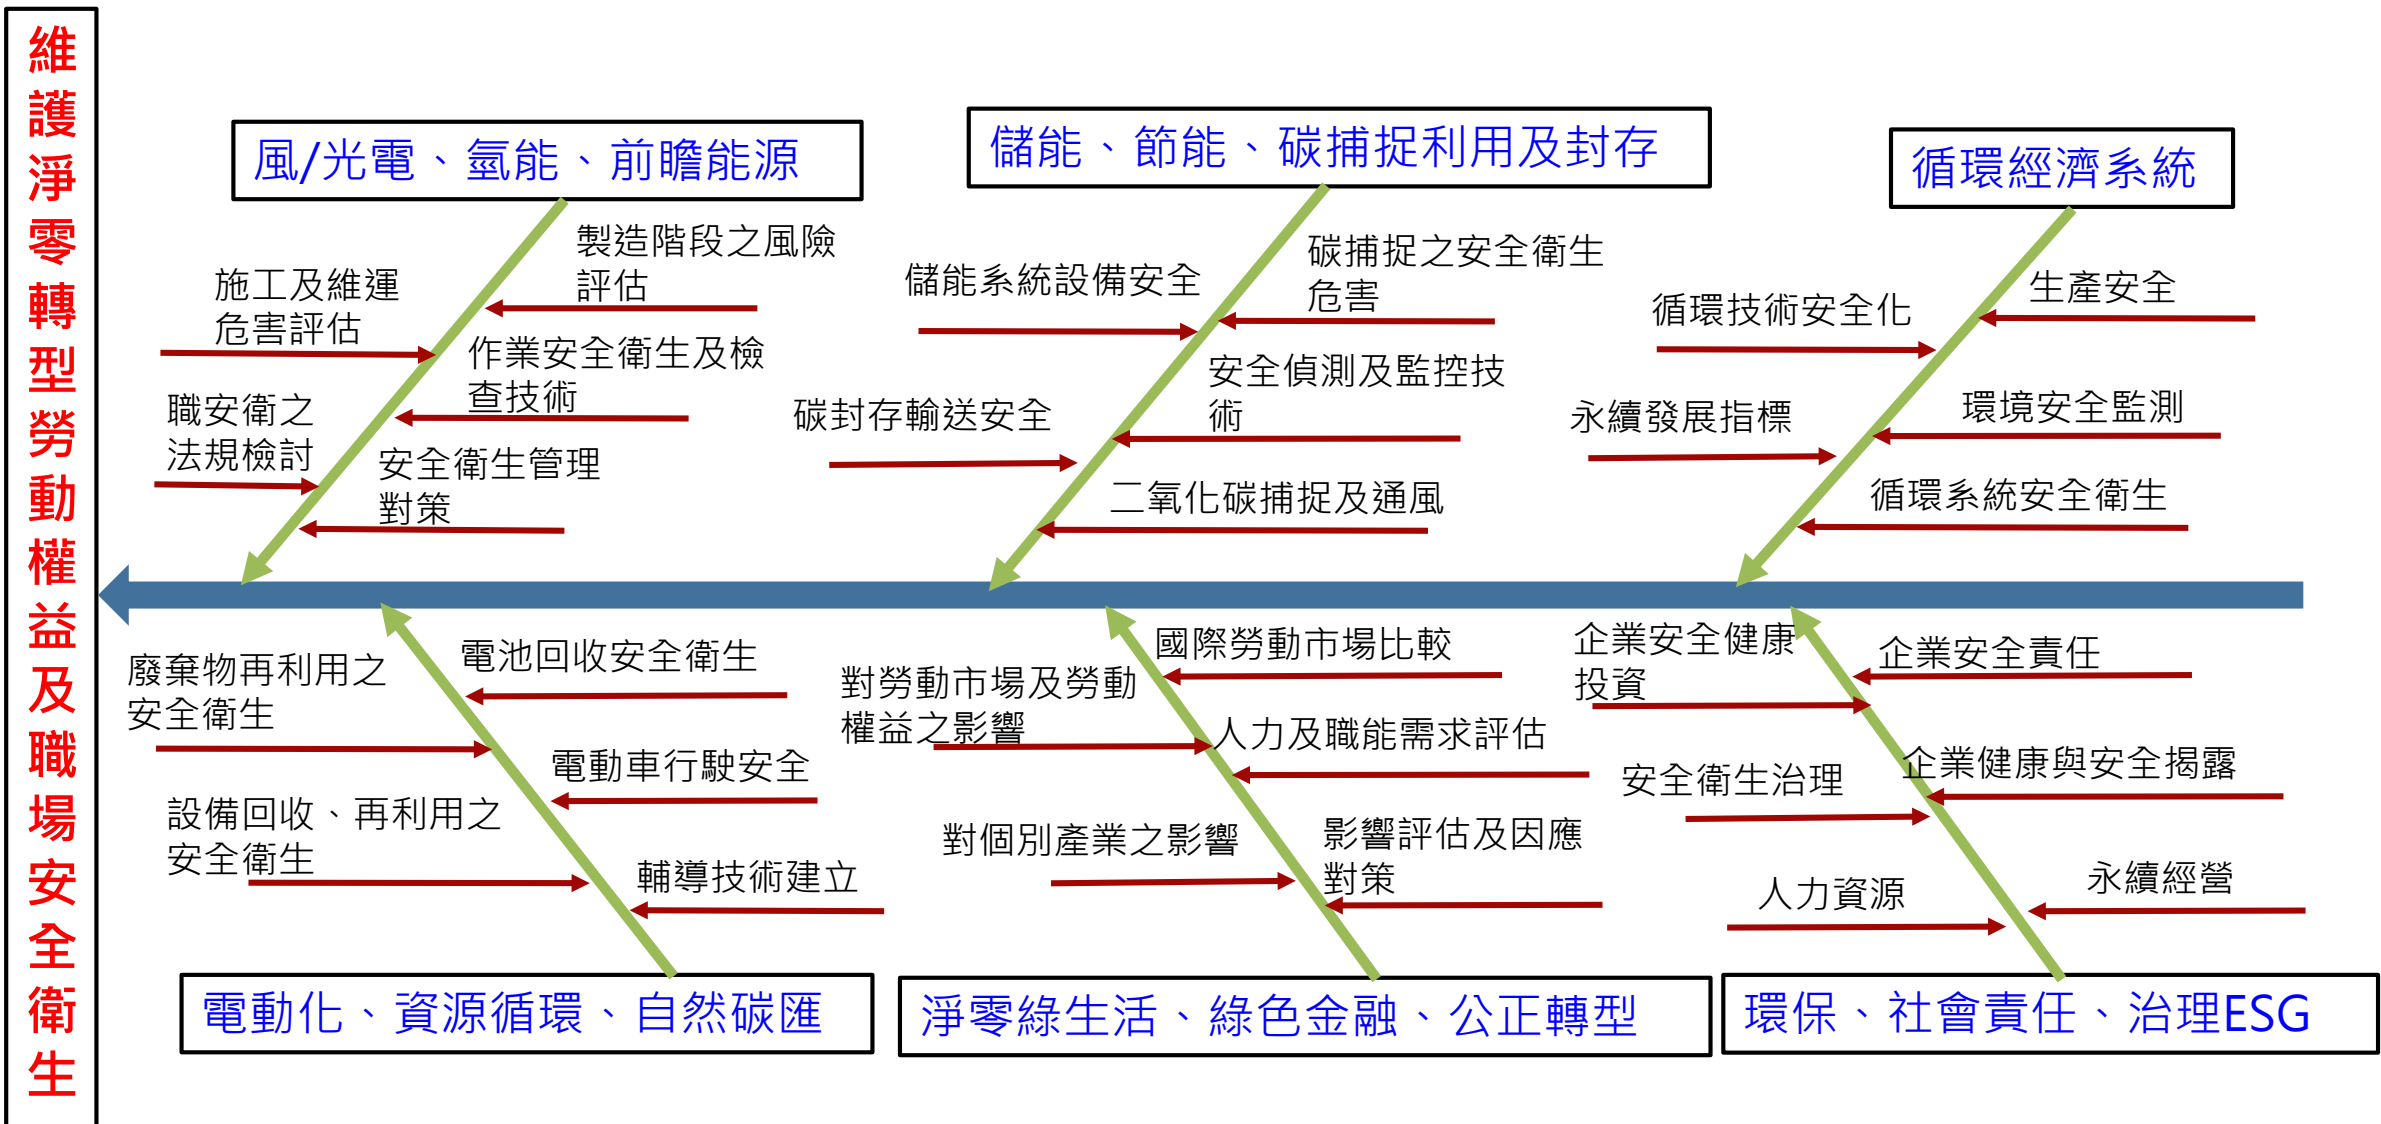 維護淨零轉型勞動權益及職場安全衛生
風/光電、氫能、前瞻能源
製造階段之風險
評估
施工及維運
危害評估
作業安全衛生及檢
查技術
職安衛之
法規檢討
安全衛生管理
對策
儲能、節能、碳捕捉利用及封存
碳捕捉之安全衛生
危害
儲能系統設備安全
安全偵測及監控技
術
碳封存輸送安全
二氧化碳捕捉及通風
循環經濟系統
生產安全
循環技術安全化
環境安全監測
永續發展指標
循環系統安全衛生
電池回收安全衛生
廢棄物再利用之
安全衛生
電動車行駛安全
設備回收、再利用之
安全衛生
輔導技術建立
電動化、資源循環、自然碳匯
國際勞動市場比較
對勞動市場及勞動
權益之影響
人力及職能需求評估
對個別產業之影響
影響評估及因應
對策
淨零綠生活、綠色金融、公正轉型
企業安全健康
投資
企業安全責任
企業健康與安全揭露
安全衛生治理
永續經營
人力資源
環保、社會責任、治理ESG